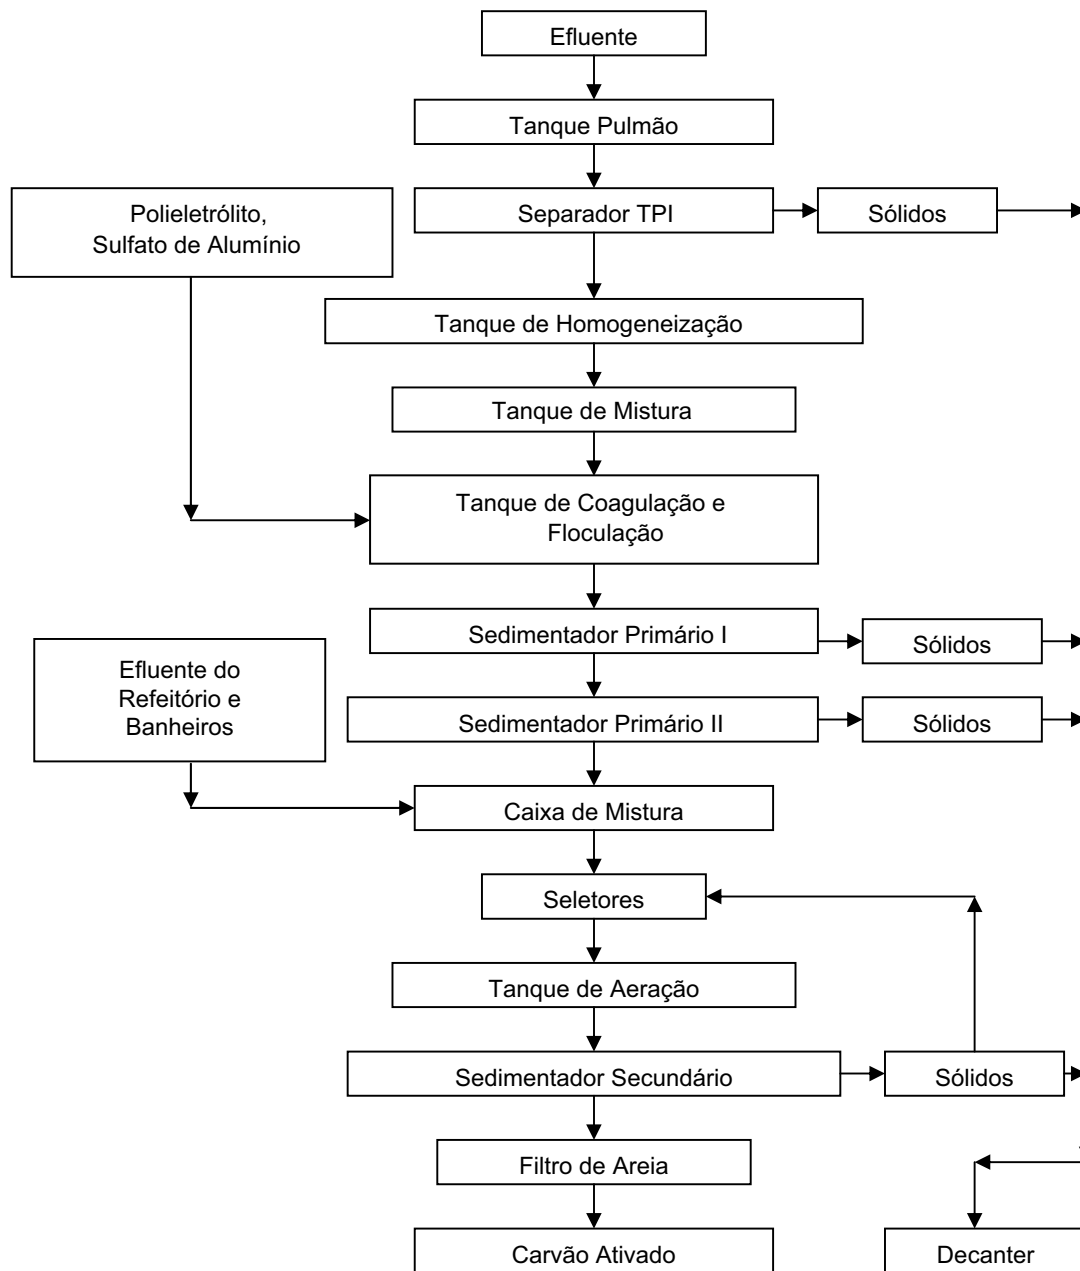 Efluente
Tanque Pulmão
Polieletrólito,
Sulfato de Alumínio
Separador TPI
Sólidos
Tanque de Homogeneização
Tanque de Mistura
Tanque de Coagulação e
Floculação
Sedimentador Primário I
Sólidos
Efluente do
Refeitório e
Banheiros
Sedimentador Primário II
Sólidos
Caixa de Mistura
Seletores
Tanque de Aeração
Sedimentador Secundário
Sólidos
Filtro de Areia
Carvão Ativado
Decanter